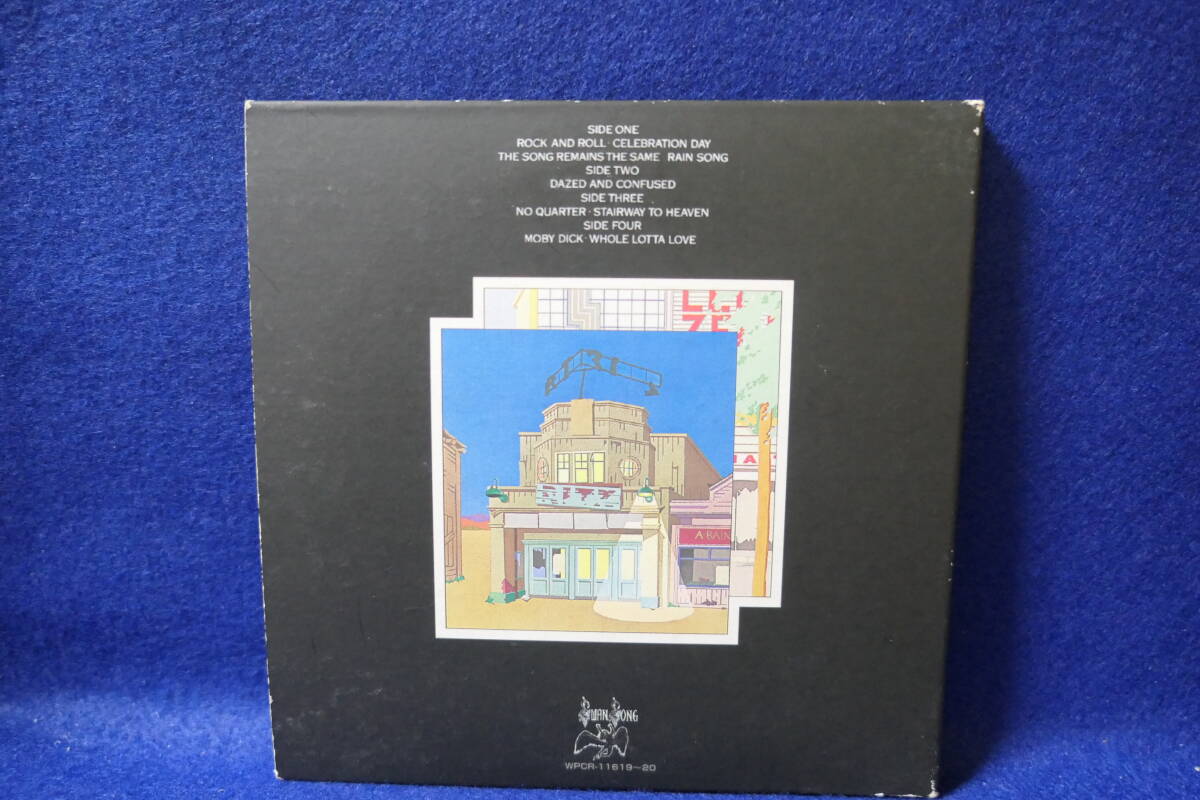 SIDE ONE
ROCK AND ROLL · CELEBRATION DAY
THE SONG REMAINS THE SAME RAIN SONG
SIDE TWO
DAZED AND CONFUSED
SIDE THREE
NO QUARTER · STAIRWAY TO HEAVEN
SIDE FOUR
MOBY DICK · WHOLE LOTTA LOVE
A RAIN
SWAN SONG
WPCR-11619~20